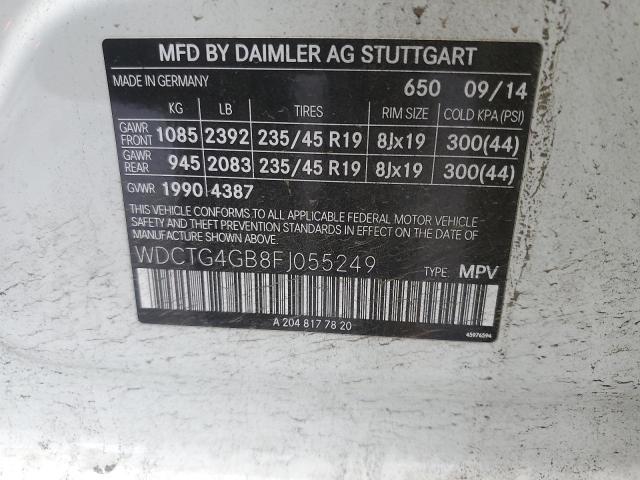 MFD BY DAIMLER AG STUTTGART
MADE IN GERMANY 650 09/14
KG LB TIRES RIM SIZE COLD KPA(PSI)
GAWR FRONT 1085 2392 235/45 R19 8Jx19 300(44)
GAWR REAR 945 2083 235/45 R19 8Jx19 300(44)
GVWR 1990 4387
THIS VEHICLE CONFORMS TO ALL APPLICABLE FEDERAL MOTOR VEHICLE
SAFETY AND THEFT PREVENTION STANDARDS IN EFFECT ON THE DATE OF
MANUFACTURE SHOWN ABOVE.
WDCTG4GB8FJ055249 TYPE: MPV
A 204 817 78 20 45976594